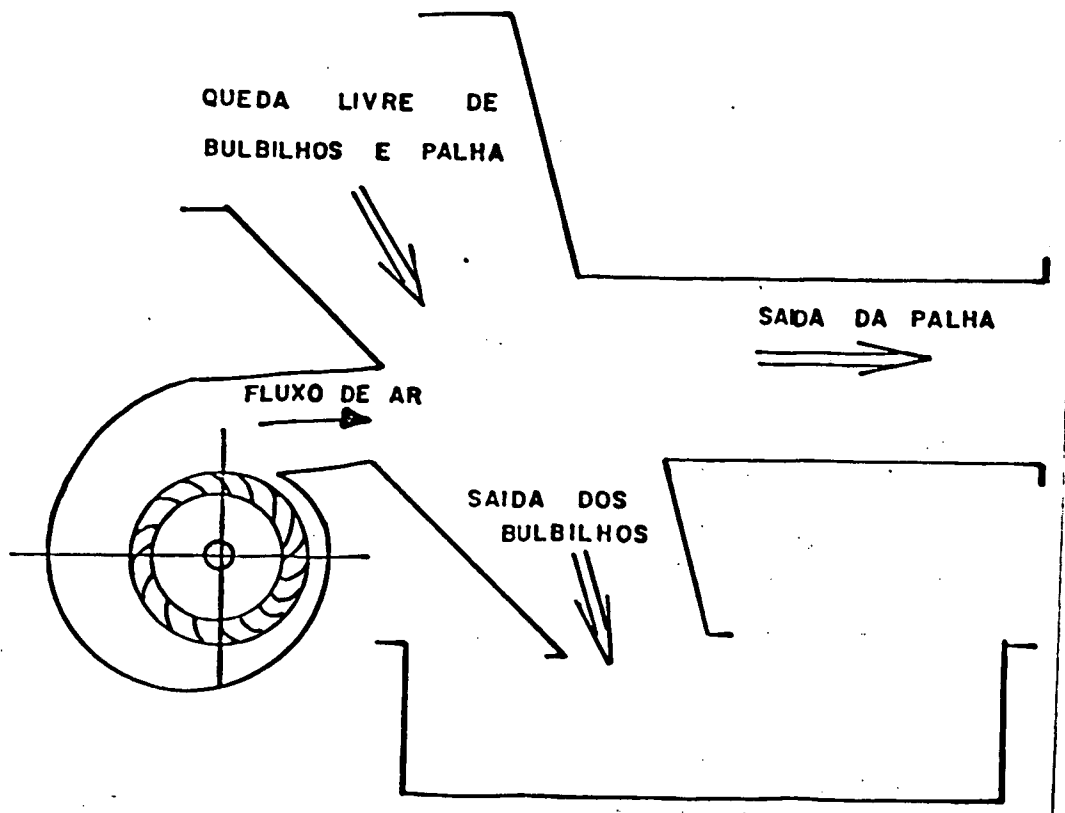 QUEDA LIVRE DE
BULBILHOS E PALHA
SAIDA DA PALHA
FLUXO DE AR
SAIDA DOS
BULBILHOS